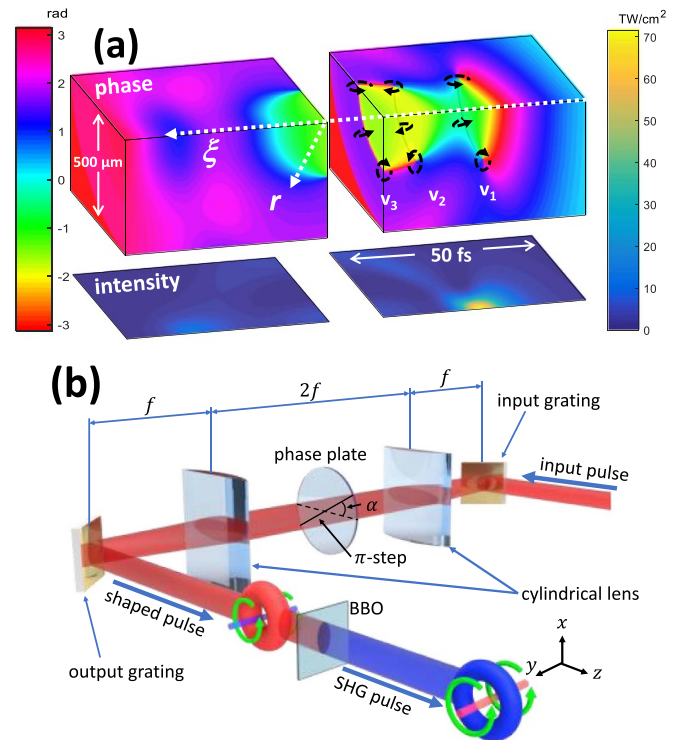 rad
(a)
TW/cm²
3
2
1
0
-1
-2
-3
phase
500 μm
ξ
r
v₃
v₂
v₁
50 fs
intensity
70
60
50
40
30
20
10
0
(b)
f
2f
f
input grating
phase plate
input pulse
α
π-step
cylindrical lens
shaped pulse
BBO
output grating
SHG pulse
x
y
z